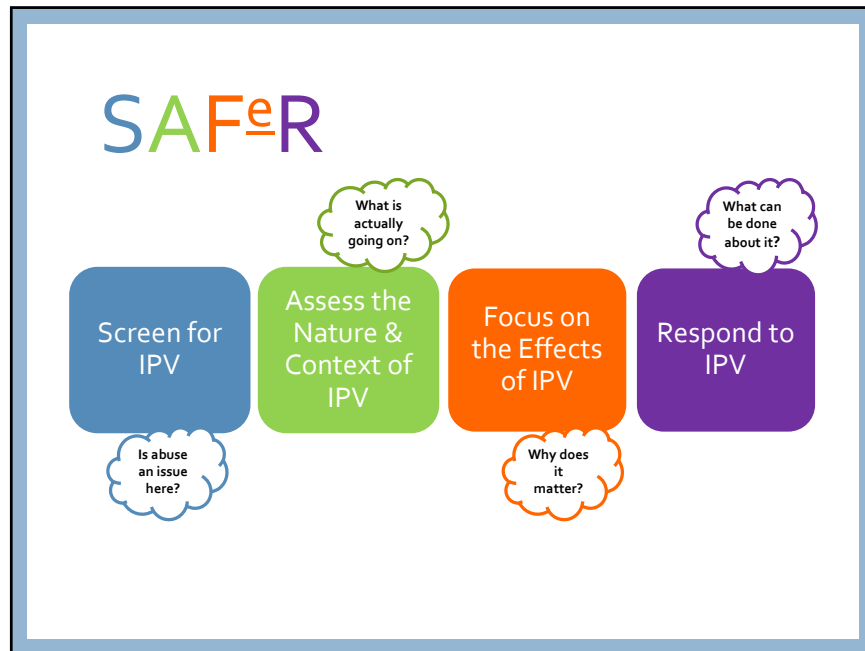 SAFeR
What is
actually
going on?
What can
be done
about it?
Screen for
IPV
Assess the
Nature &
Context of
IPV
Focus on
the Effects
of IPV
Respond to
IPV
Is abuse
an issue
here?
Why does
it
matter?